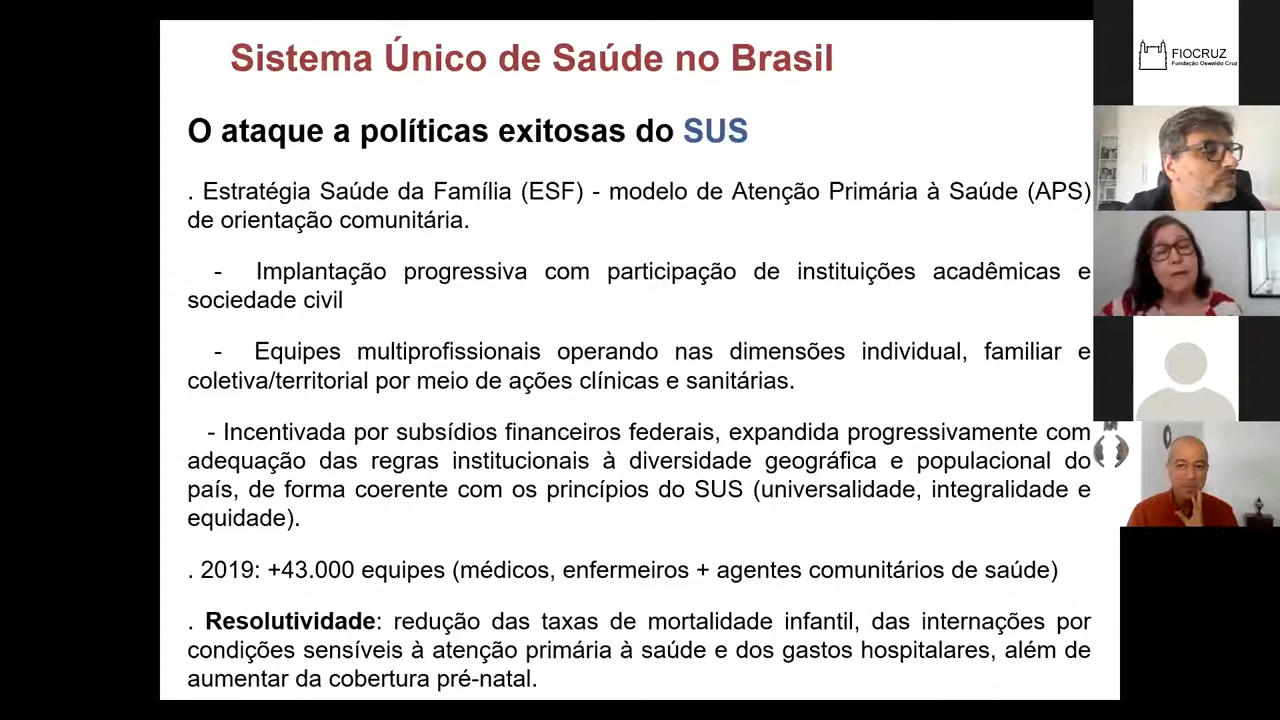 Sistema Único de Saúde no Brasil
O ataque a políticas exitosas do SUS
. Estratégia Saúde da Família (ESF) - modelo de Atenção Primária à Saúde (APS)
de orientação comunitária.
- Implantação progressiva com participação de instituições acadêmicas e
sociedade civil
- Equipes multiprofissionais operando nas dimensões individual, familiar e
coletiva/territorial por meio de ações clínicas e sanitárias.
- Incentivada por subsídios financeiros federais, expandida progressivamente com
adequação das regras institucionais à diversidade geográfica e populacional do
país, de forma coerente com os princípios do SUS (universalidade, integralidade e
equidade).
. 2019: +43.000 equipes (médicos, enfermeiros + agentes comunitários de saúde)
. Resolutividade: redução das taxas de mortalidade infantil, das internações por
condições sensíveis à atenção primária à saúde e dos gastos hospitalares, além de
aumentar da cobertura pré-natal.
FIOCRUZ
Fundação Oswaldo Cruz